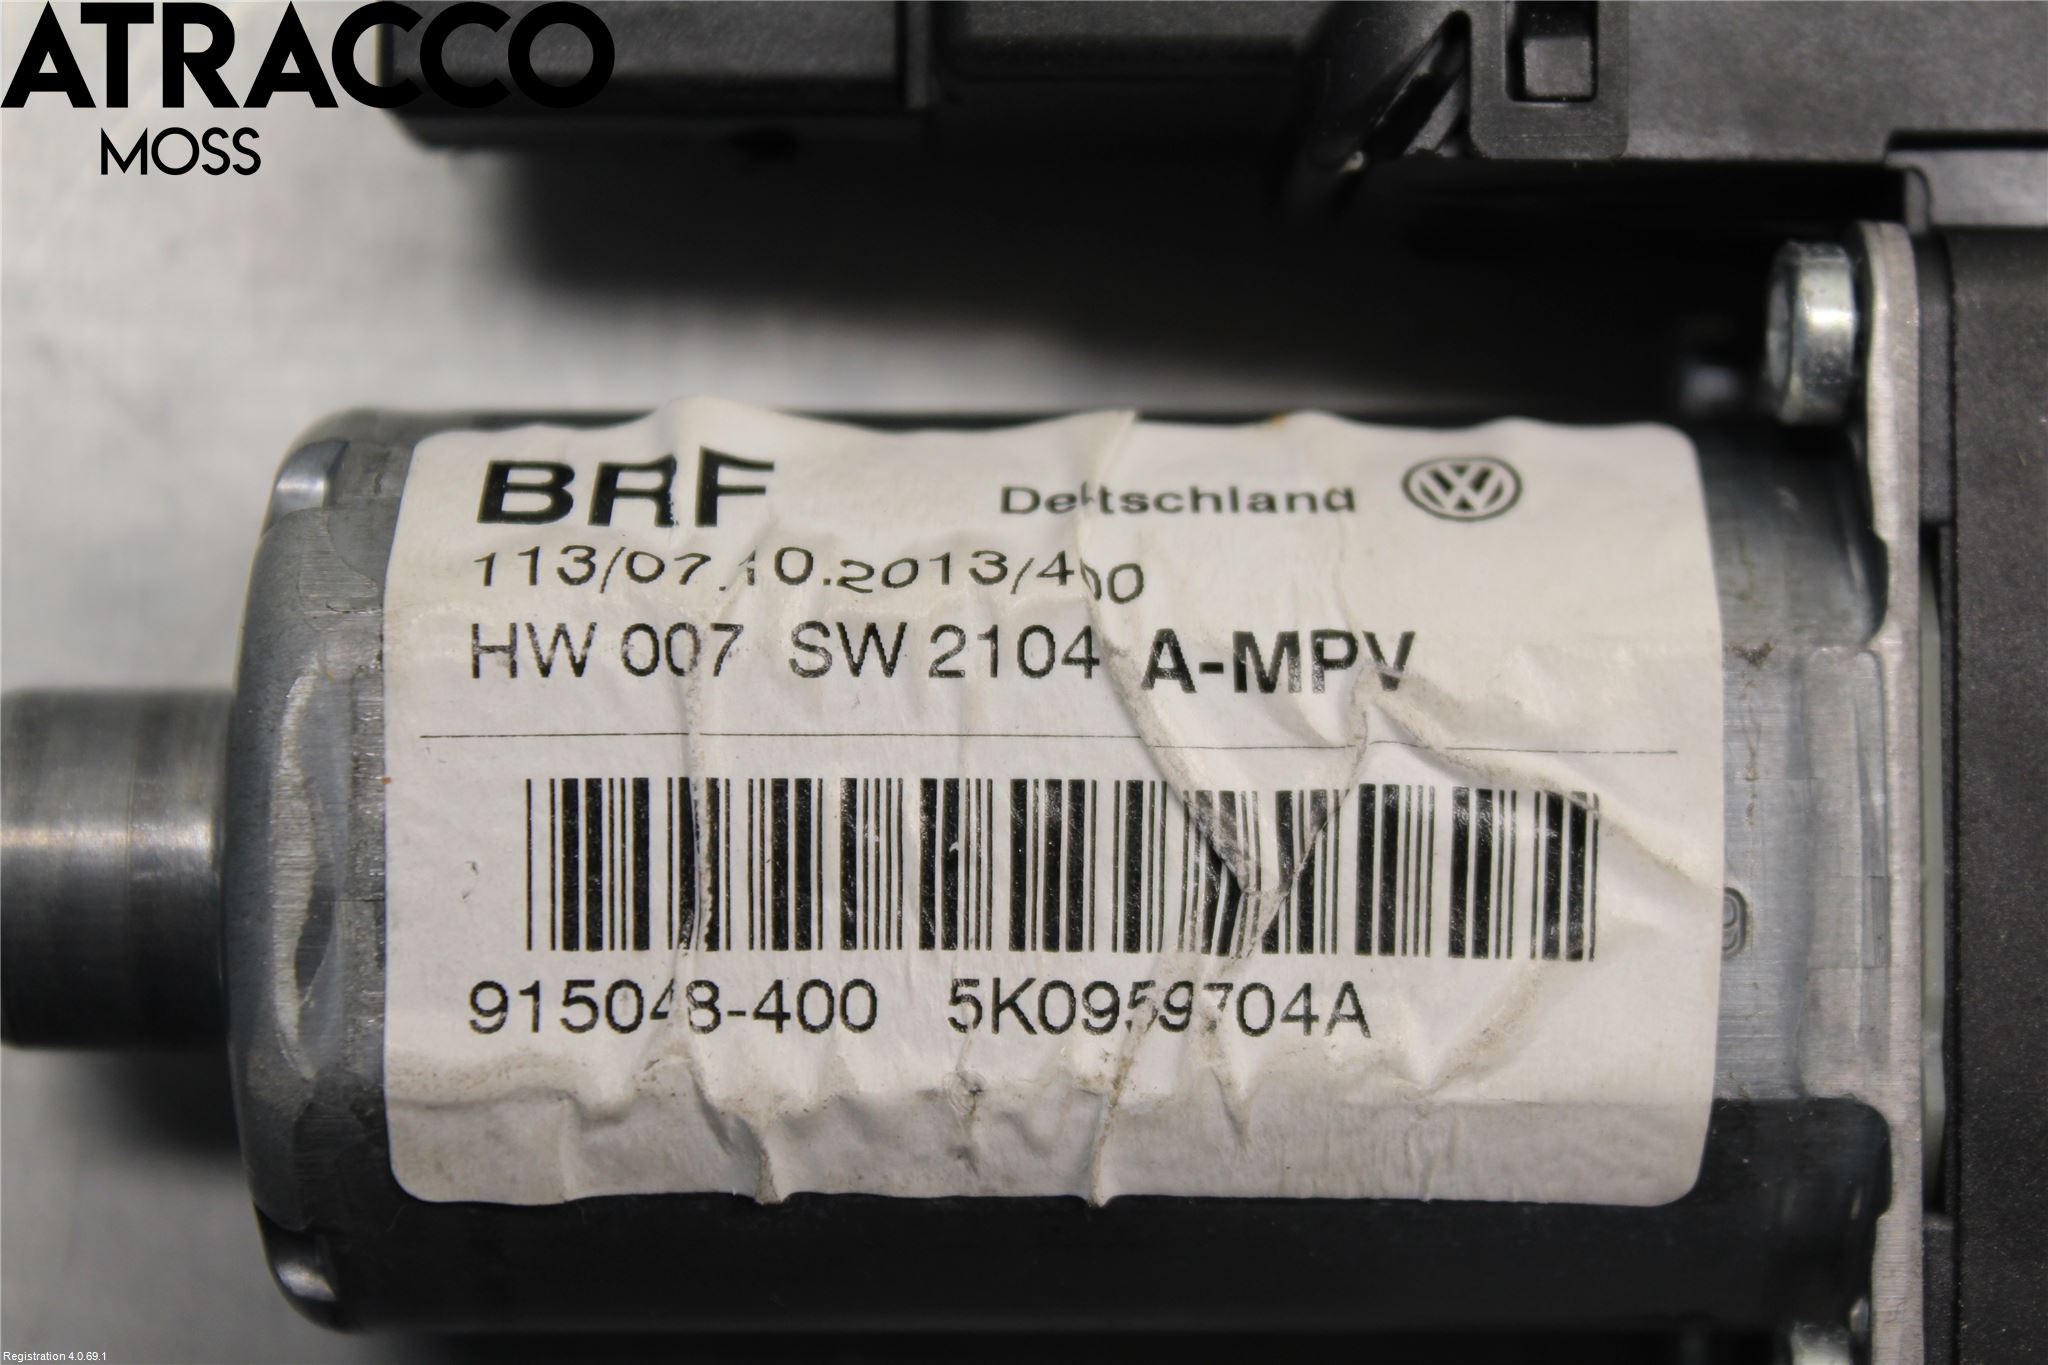 ATRACCO
MOSS
BRF Deutschland
113/07.10.2013/400
HW 007 SW 2104 A-MPV
915048-400 5K0959704A
9
Registration 4.0.69.1